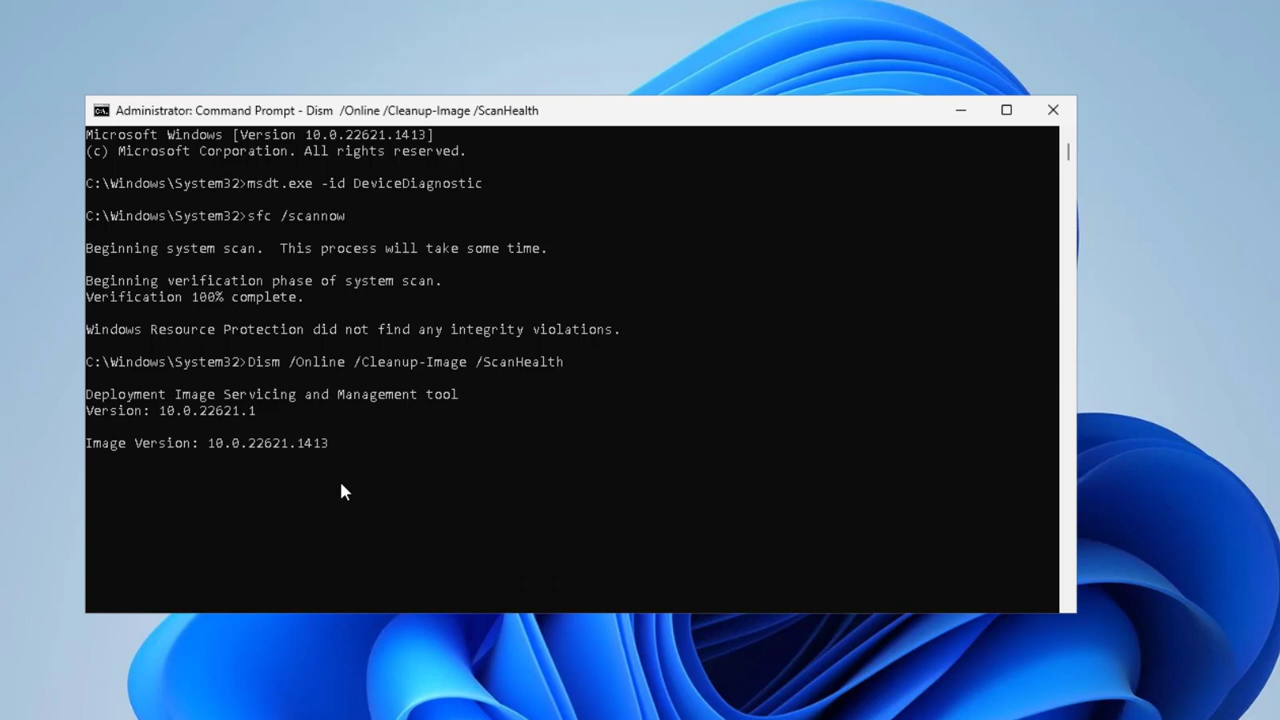 Administrator: Command Prompt - Dism  /Online /Cleanup-Image /ScanHealth
Microsoft Windows [Version 10.0.22621.1413]
(c) Microsoft Corporation. All rights reserved.
C:\Windows\System32>msdt.exe -id DeviceDiagnostic
C:\Windows\System32>sfc /scannow
Beginning system scan.  This process will take some time.
Beginning verification phase of system scan.
Verification 100% complete.
Windows Resource Protection did not find any integrity violations.
C:\Windows\System32>Dism /Online /Cleanup-Image /ScanHealth
Deployment Image Servicing and Management tool
Version: 10.0.22621.1
Image Version: 10.0.22621.1413